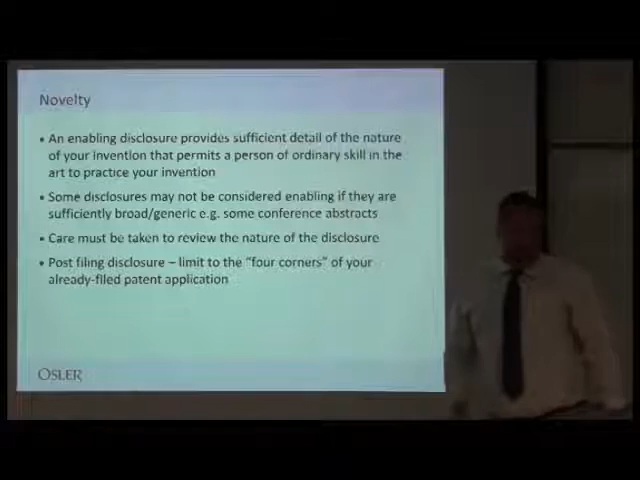 Novelty
• An enabling disclosure provides sufficient detail of the nature
of your invention that permits a person of ordinary skill in the
art to practice your invention
• Some disclosures may not be considered enabling if they are
sufficiently broad/generic e.g. some conference abstracts
• Care must be taken to review the nature of the disclosure
• Post filing disclosure – limit to the "four corners" of your
already-filed patent application
OSLER